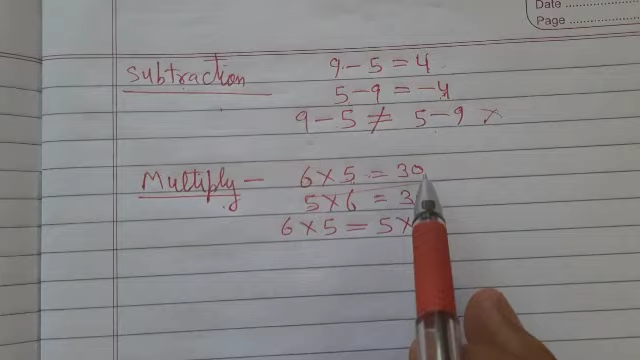 Date
Page
Subtraction 9 - 5 = 4
5 - 9 = -4
9 - 5 ≠ 5 - 9 ×
Multiply - 6 × 5 = 30
5 × 6 = 3
6 × 5 = 5 ×